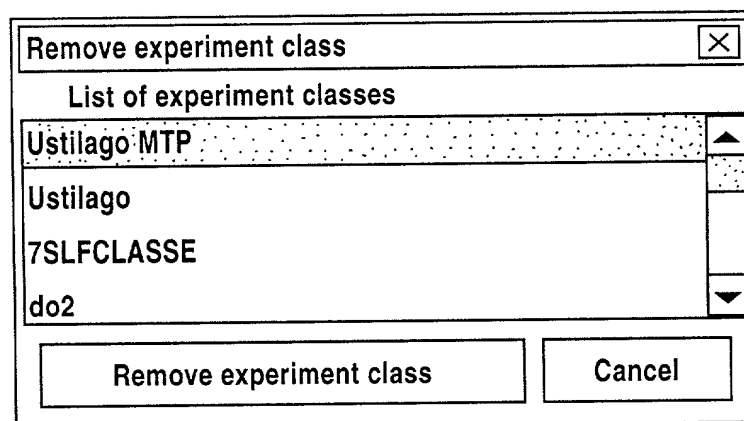 Remove experiment class
List of experiment classes
Ustilago MTP
Ustilago
7SLFCLASSE
do2
Remove experiment class
Cancel